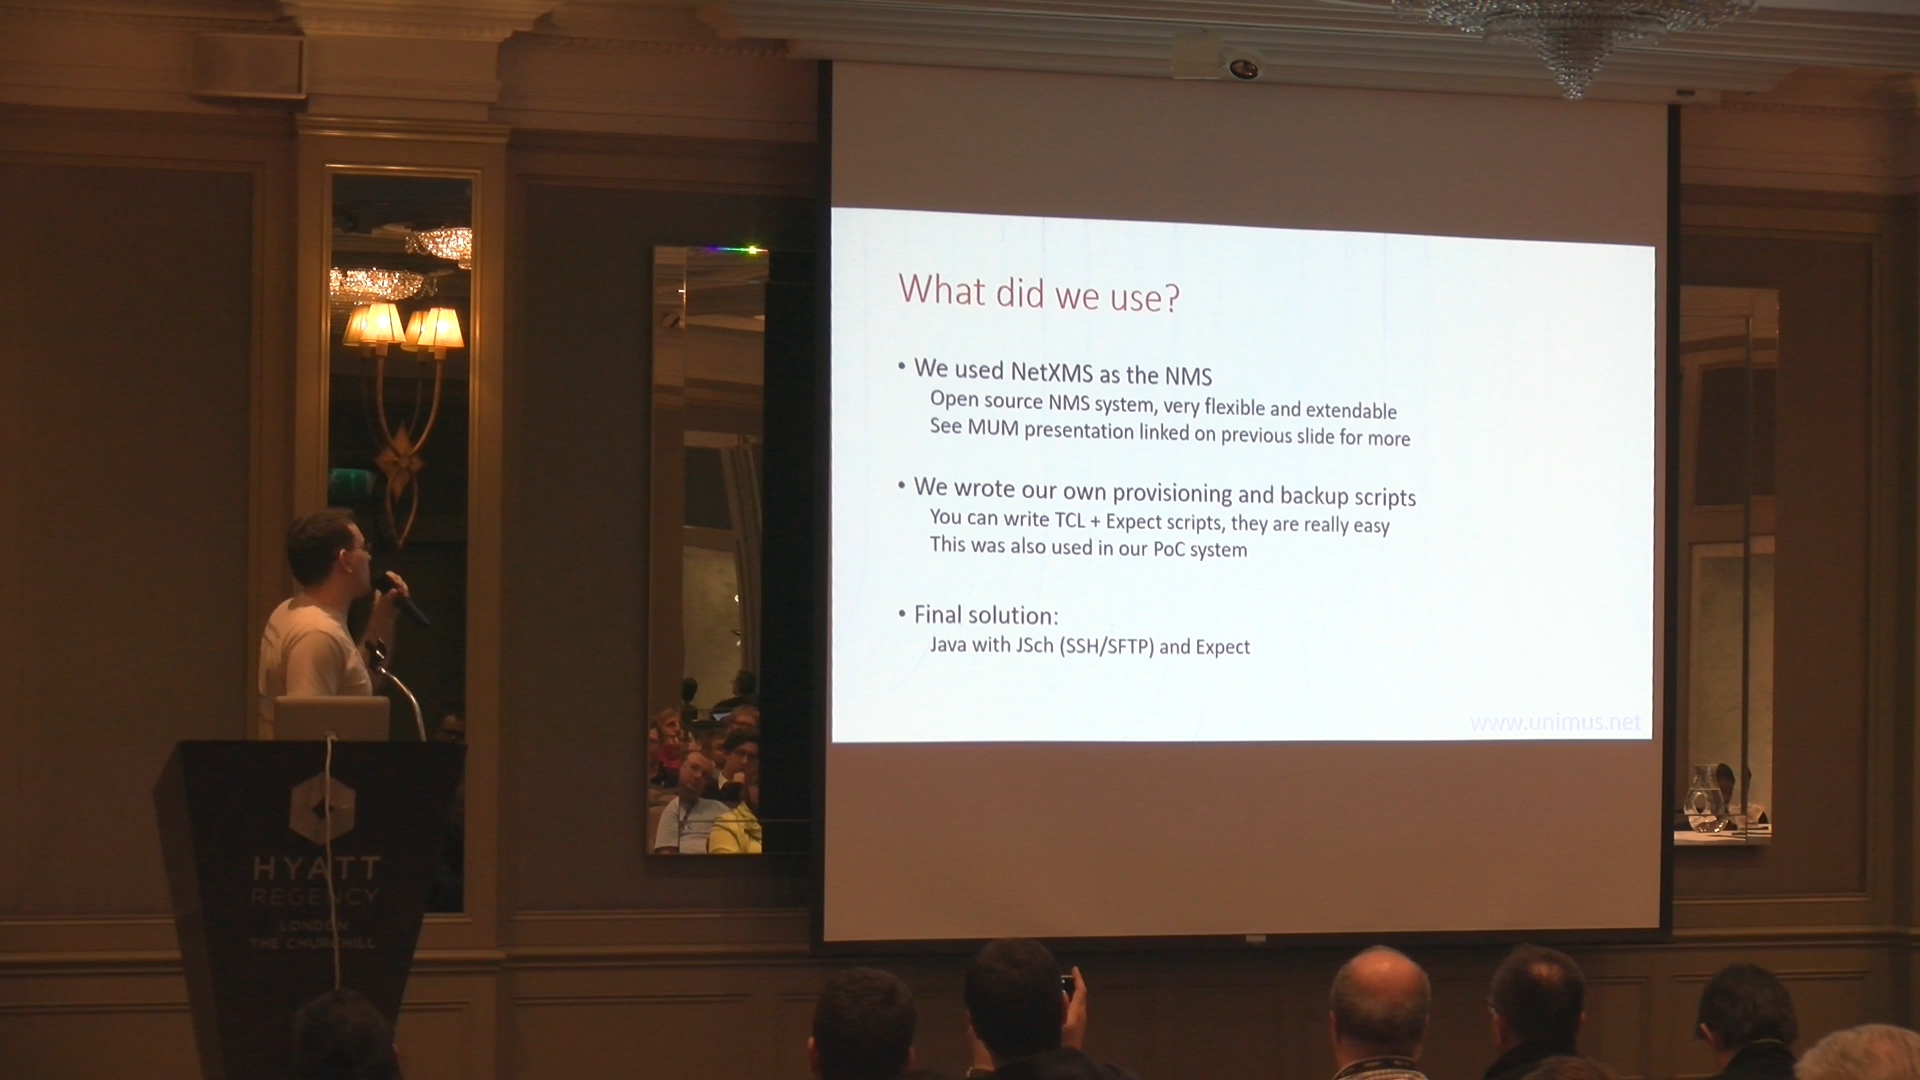 What did we use?
• We used NetXMS as the NMS
Open source NMS system, very flexible and extendable
See MUM presentation linked on previous slide for more
• We wrote our own provisioning and backup scripts
You can write TCL + Expect scripts, they are really easy
This was also used in our PoC system
• Final solution:
Java with JSch (SSH/SFTP) and Expect
www.unimus.net
HYATT
REGENCY
LONDON
THE CHURCHILL